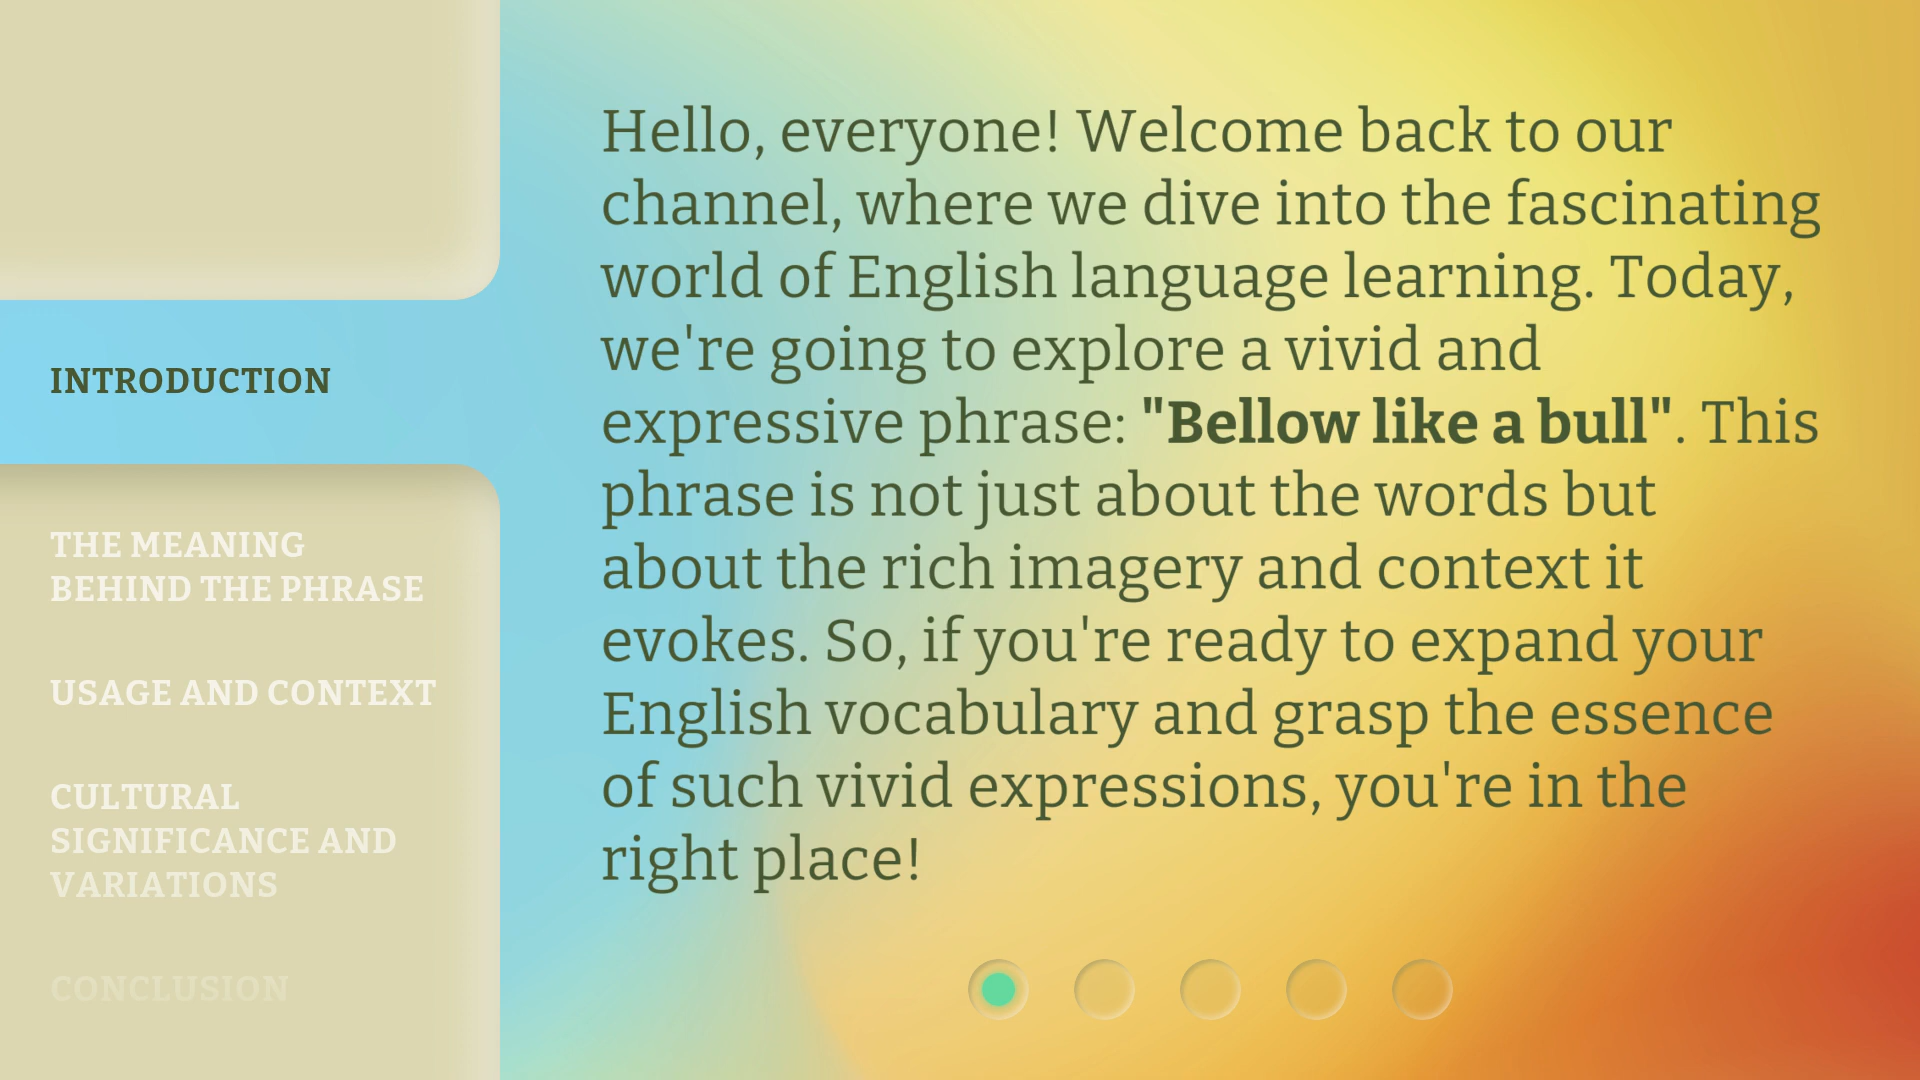 INTRODUCTION
THE MEANING
BEHIND THE PHRASE
USAGE AND CONTEXT
CULTURAL
SIGNIFICANCE AND
VARIATIONS
CONCLUSION
Hello, everyone! Welcome back to our
channel, where we dive into the fascinating
world of English language learning. Today,
we're going to explore a vivid and
expressive phrase: "Bellow like a bull". This
phrase is not just about the words but
about the rich imagery and context it
evokes. So, if you're ready to expand your
English vocabulary and grasp the essence
of such vivid expressions, you're in the
right place!